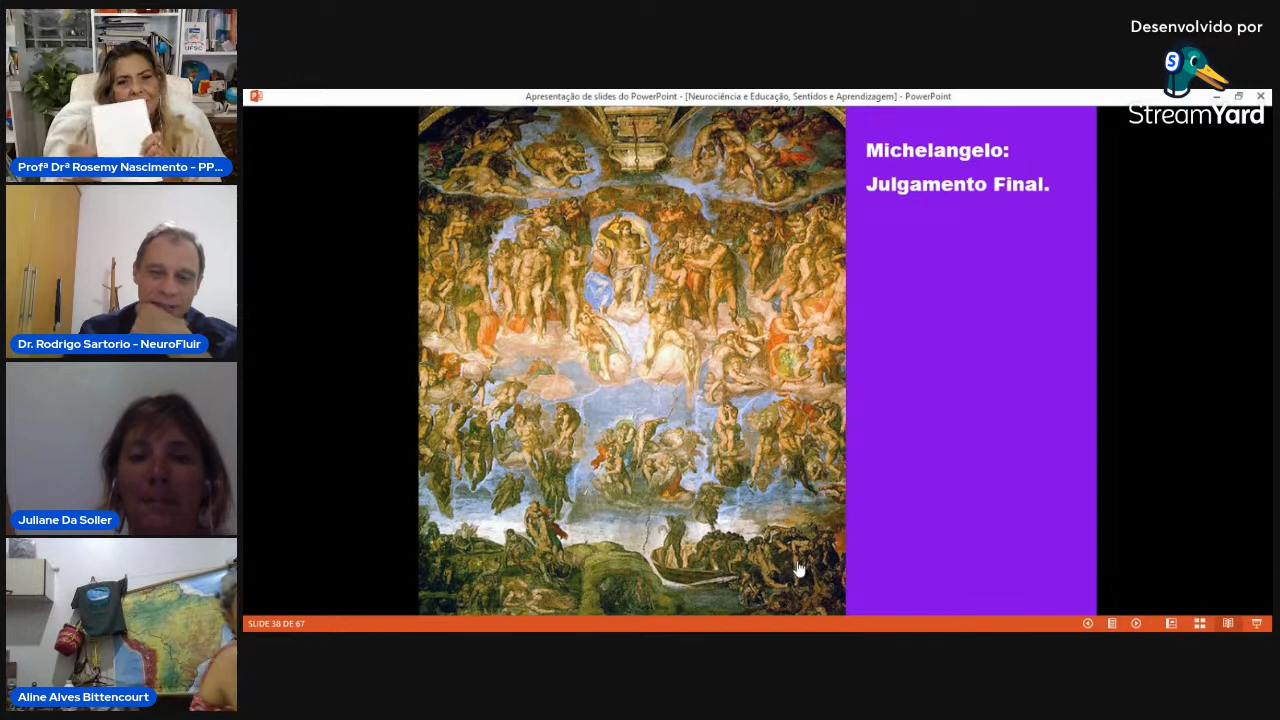 UFSC
Profª Drª Rosemy Nascimento - PP...
Dr. Rodrigo Sartorio - NeuroFluir
Juliane Da Soller
Aline Alves Bittencourt
Apresentação de slides do PowerPoint - [Neurociência e Educação, Sentidos e Aprendizagem] - PowerPoint
Michelangelo:
Julgamento Final.
SLIDE 38 DE 67
Desenvolvido por
S
StreamYard